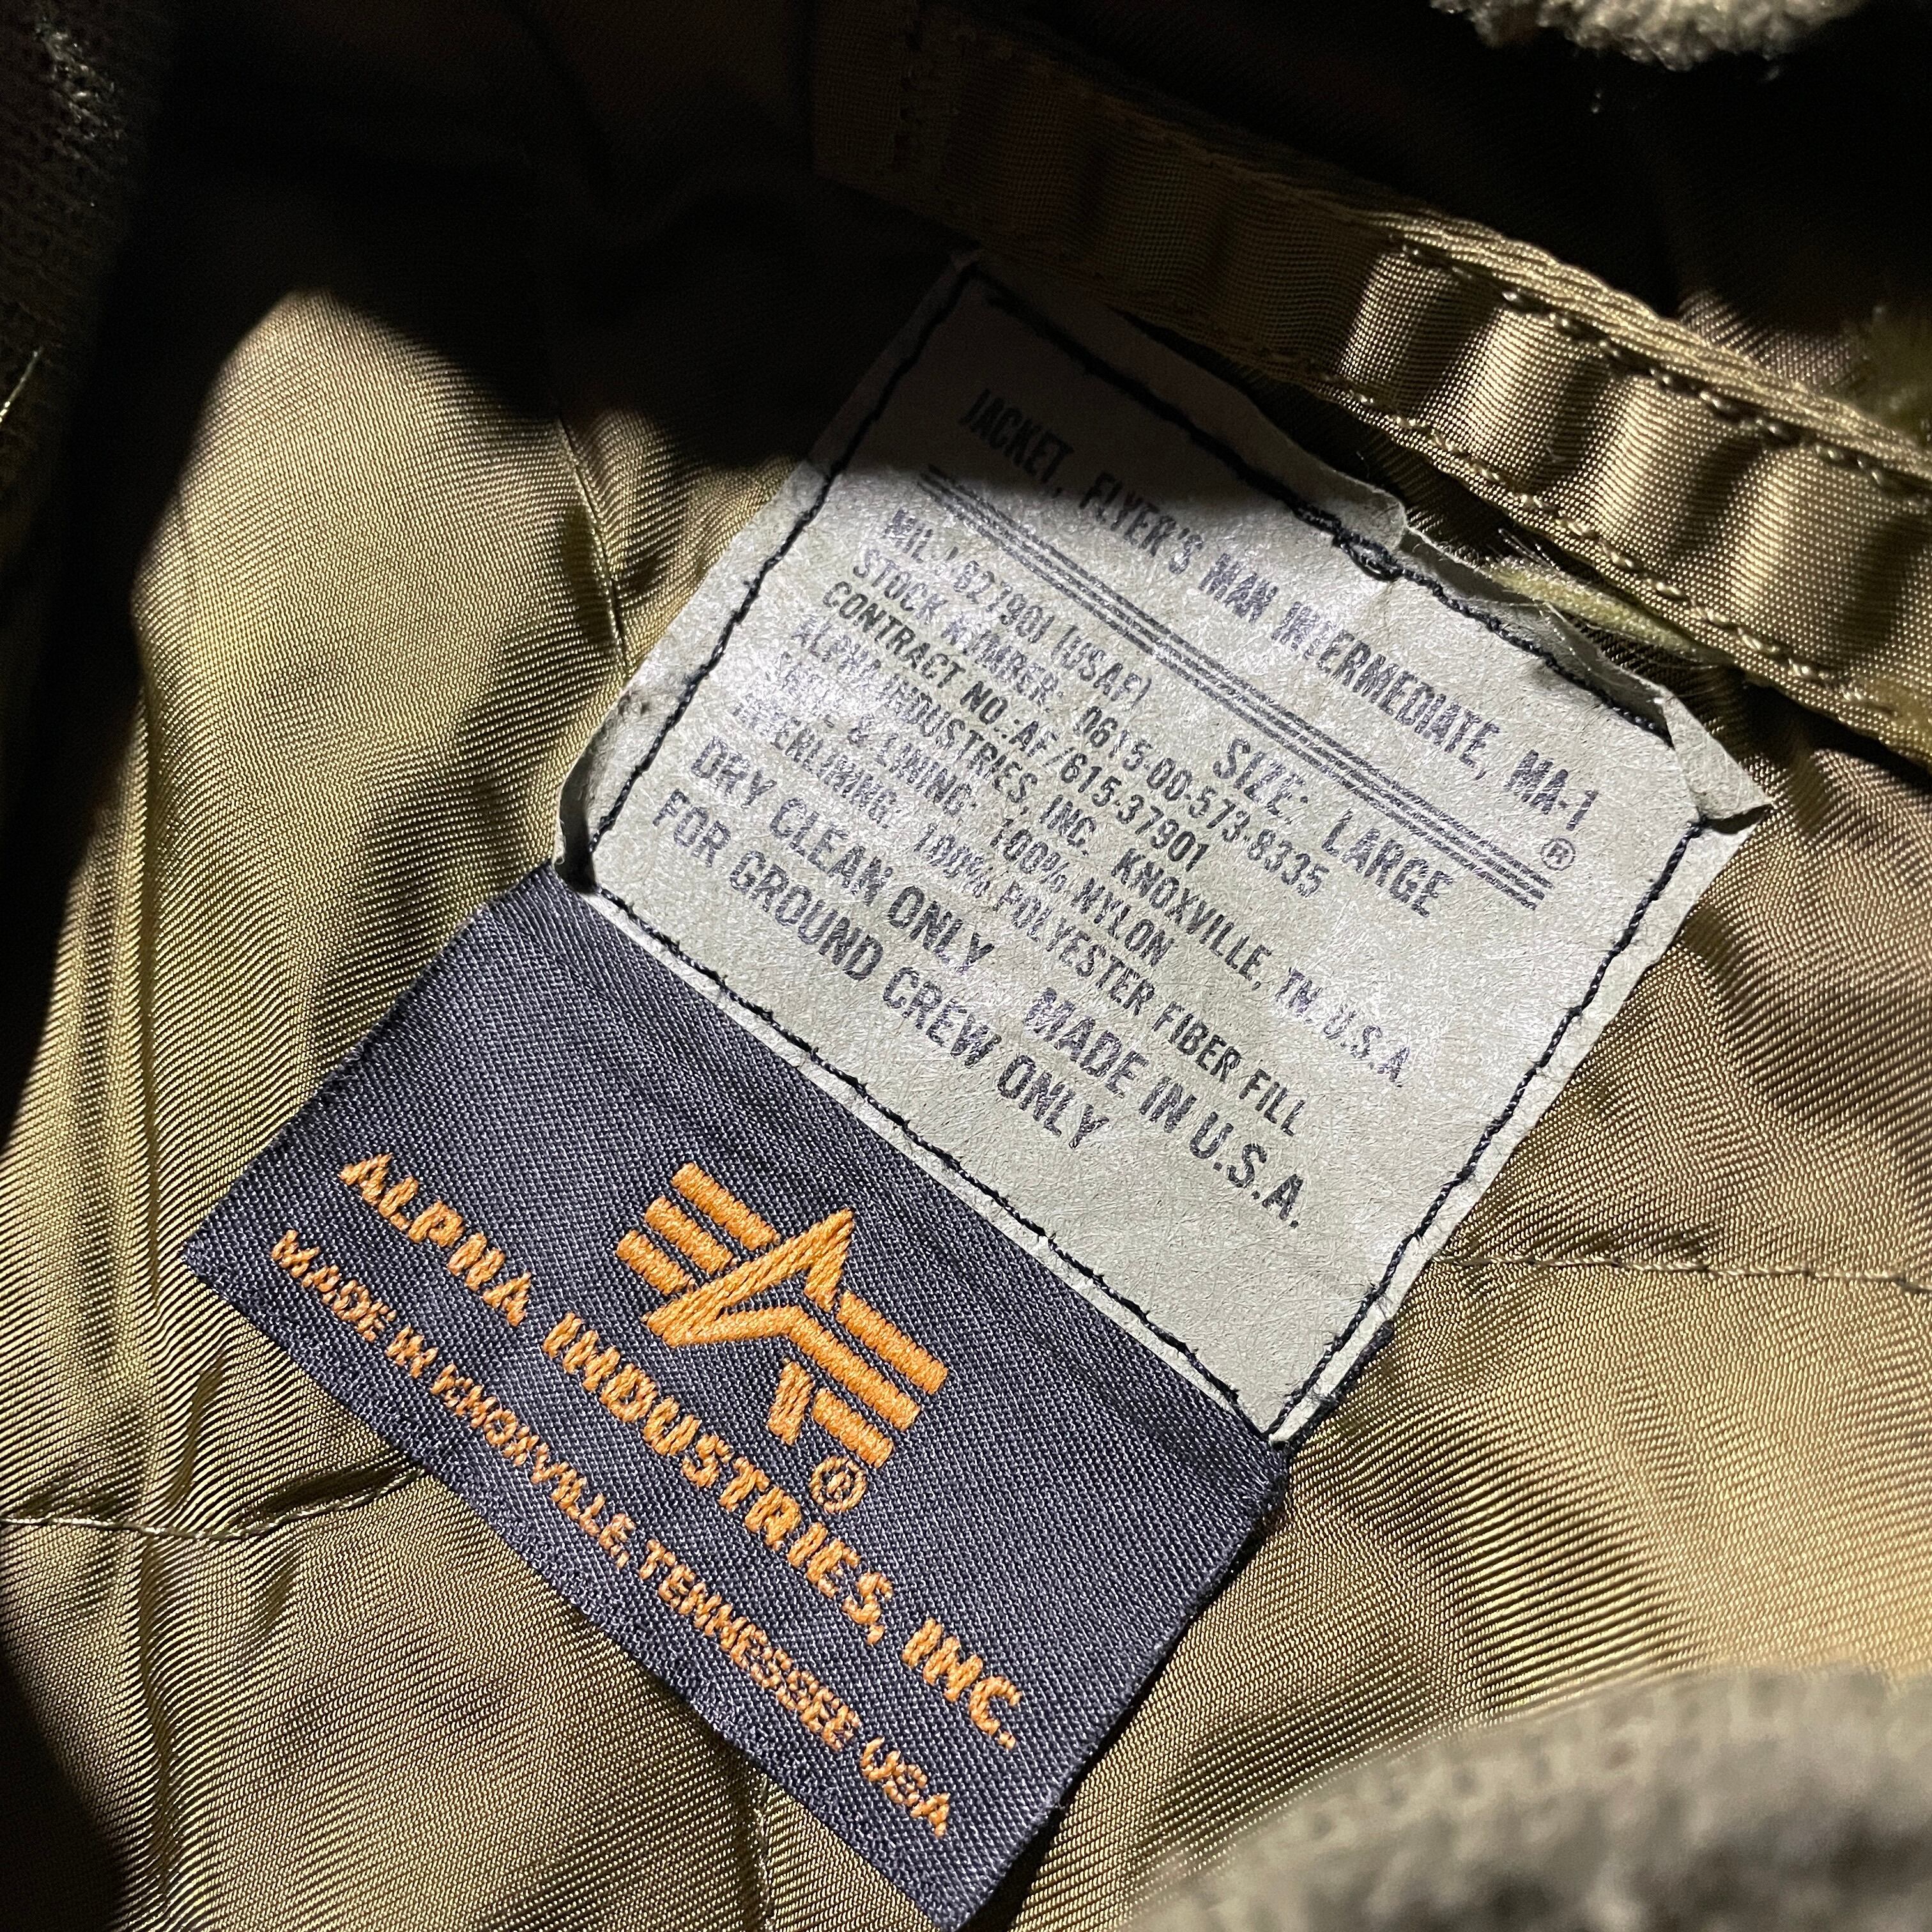 JACKET, FLYER'S MAN INTERMEDIATE, MA-1
®
MIL-J-8279OI (USAF) SIZE: LARGE
STOCK NUMBER: 0615-00-573-8335
CONTRACT NO.:AF/615-37901
ALPHA INDUSTRIES, INC. KNOXVILLE, TN. U.S.A.
SHELL & LINING: 100% NYLON
INTERLINING: 100% POLYESTER FIBER FILL
DRY CLEAN ONLY MADE IN U.S.A.
FOR GROUND CREW ONLY
®
ALPHA INDUSTRIES, INC.
MADE IN KNOXVILLE, TENNESSEE USA